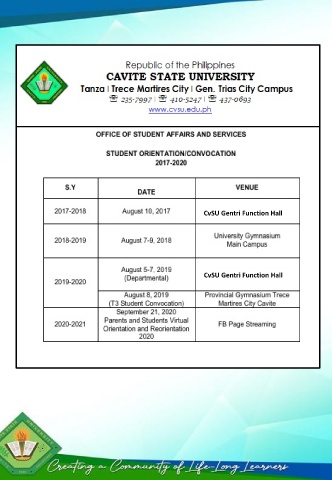 Republic of the Philippines
CAVITE STATE UNIVERSITY
Tanza | Trece Martires City | Gen. Trias City Campus
☏ 235-7997 | ☏ 410-5247 | ☏ 437-0693
www.cvsu.edu.ph
OFFICE OF STUDENT AFFAIRS AND SERVICES
STUDENT ORIENTATION/CONVOCATION
2017-2020
S.Y DATE VENUE
2017-2018 August 10, 2017 CvSU Gentri Function Hall
2018-2019 August 7-9, 2018 University Gymnasium
Main Campus
2019-2020 August 5-7, 2019
(Departmental) CvSU Gentri Function Hall
August 8, 2019 Provincial Gymnasium Trece
(T3 Student Convocation) Martires City Cavite
2020-2021 September 21, 2020
Parents and Students Virtual
Orientation and Reorientation
2020 FB Page Streaming
Creating a Community of Life-Long Learners